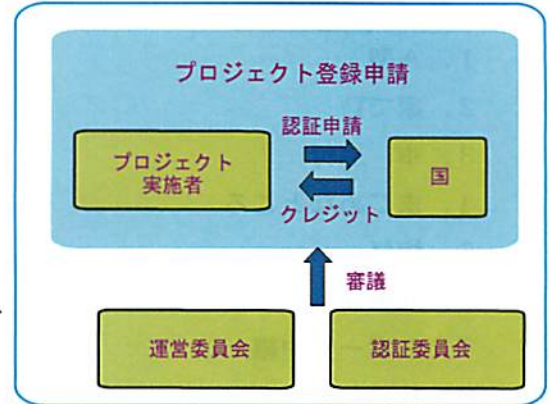 プロジェクト登録申請
認証申請
プロジェクト
実施者
国
クレジット
審議
運営委員会
認証委員会